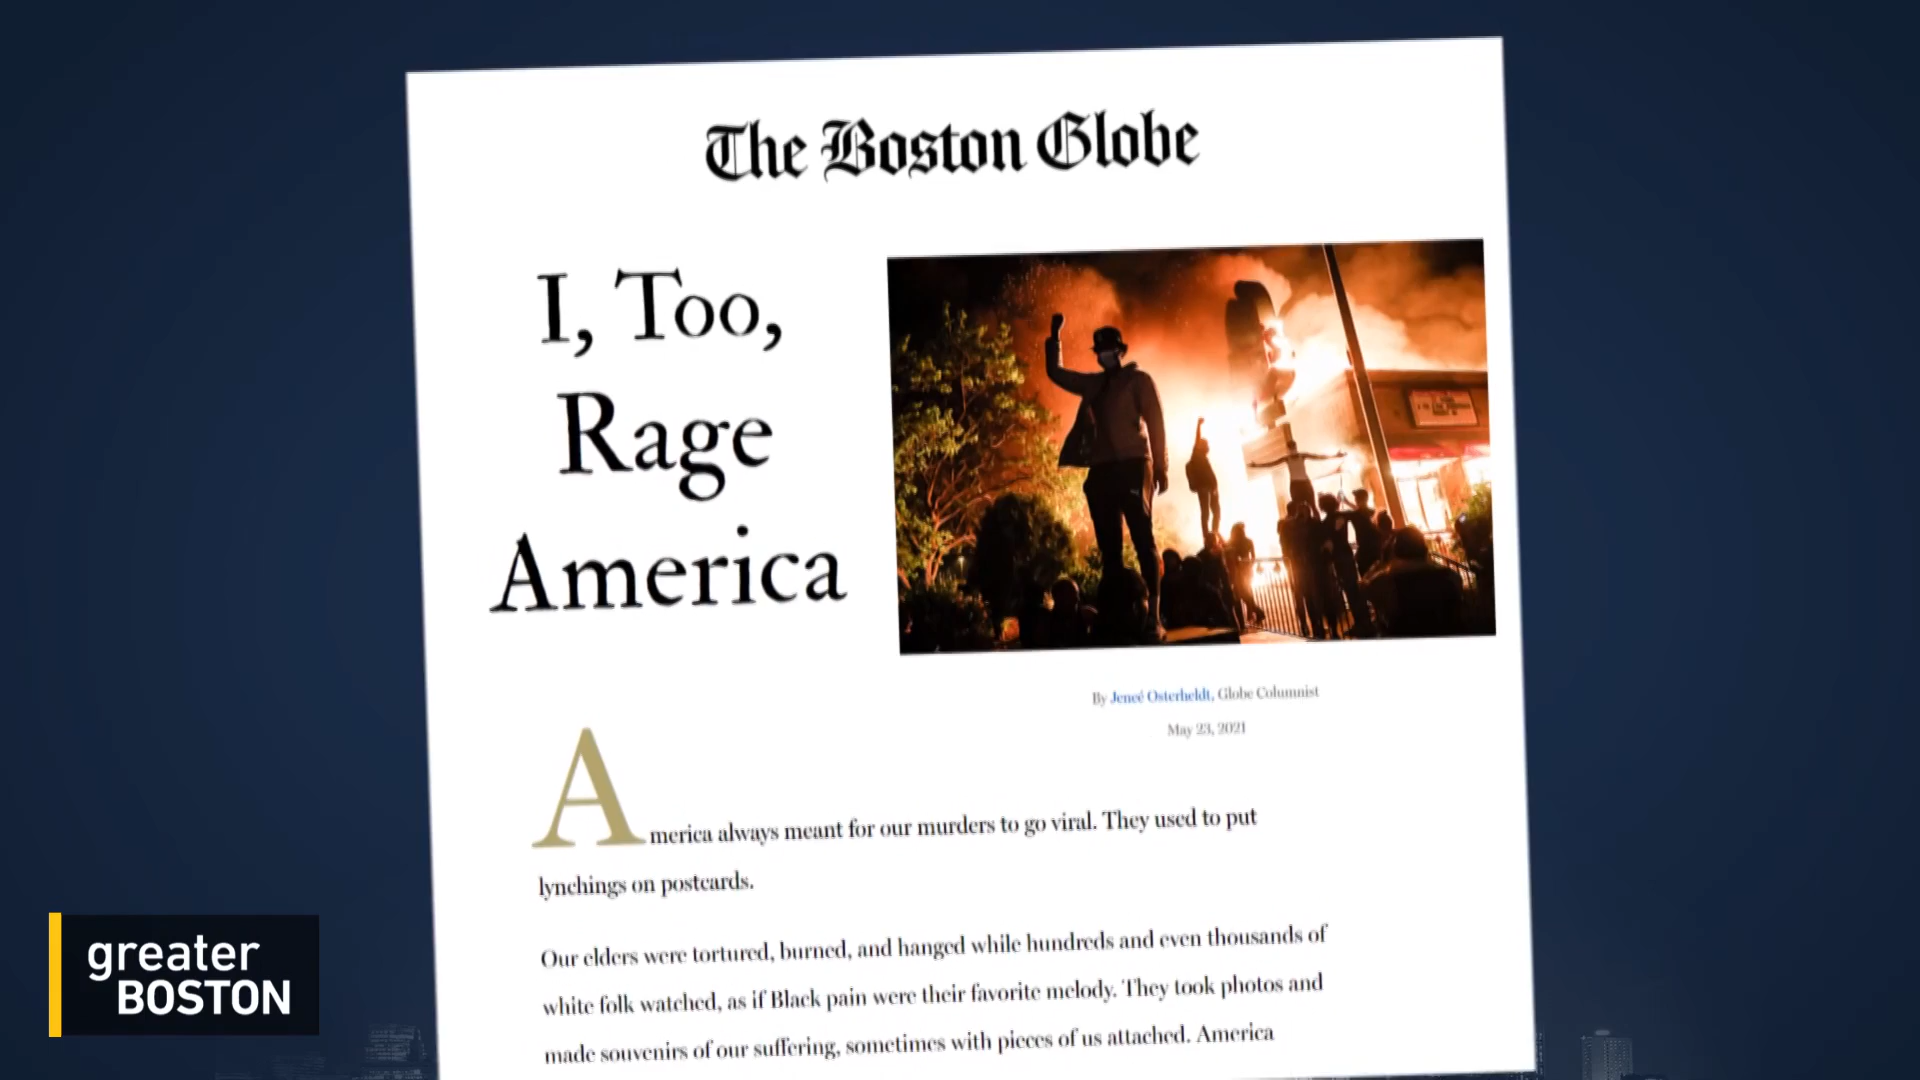 The Boston Globe
I, Too,
Rage
America
By Jeneé Osterheldt, Globe Columnist
May 23, 2021
America always meant for our murders to go viral. They used to put
lynchings on postcards.
Our elders were tortured, burned, and hanged while hundreds and even thousands of
white folk watched, as if Black pain were their favorite melody. They took photos and
made souvenirs of our suffering, sometimes with pieces of us attached. America
greater
BOSTON